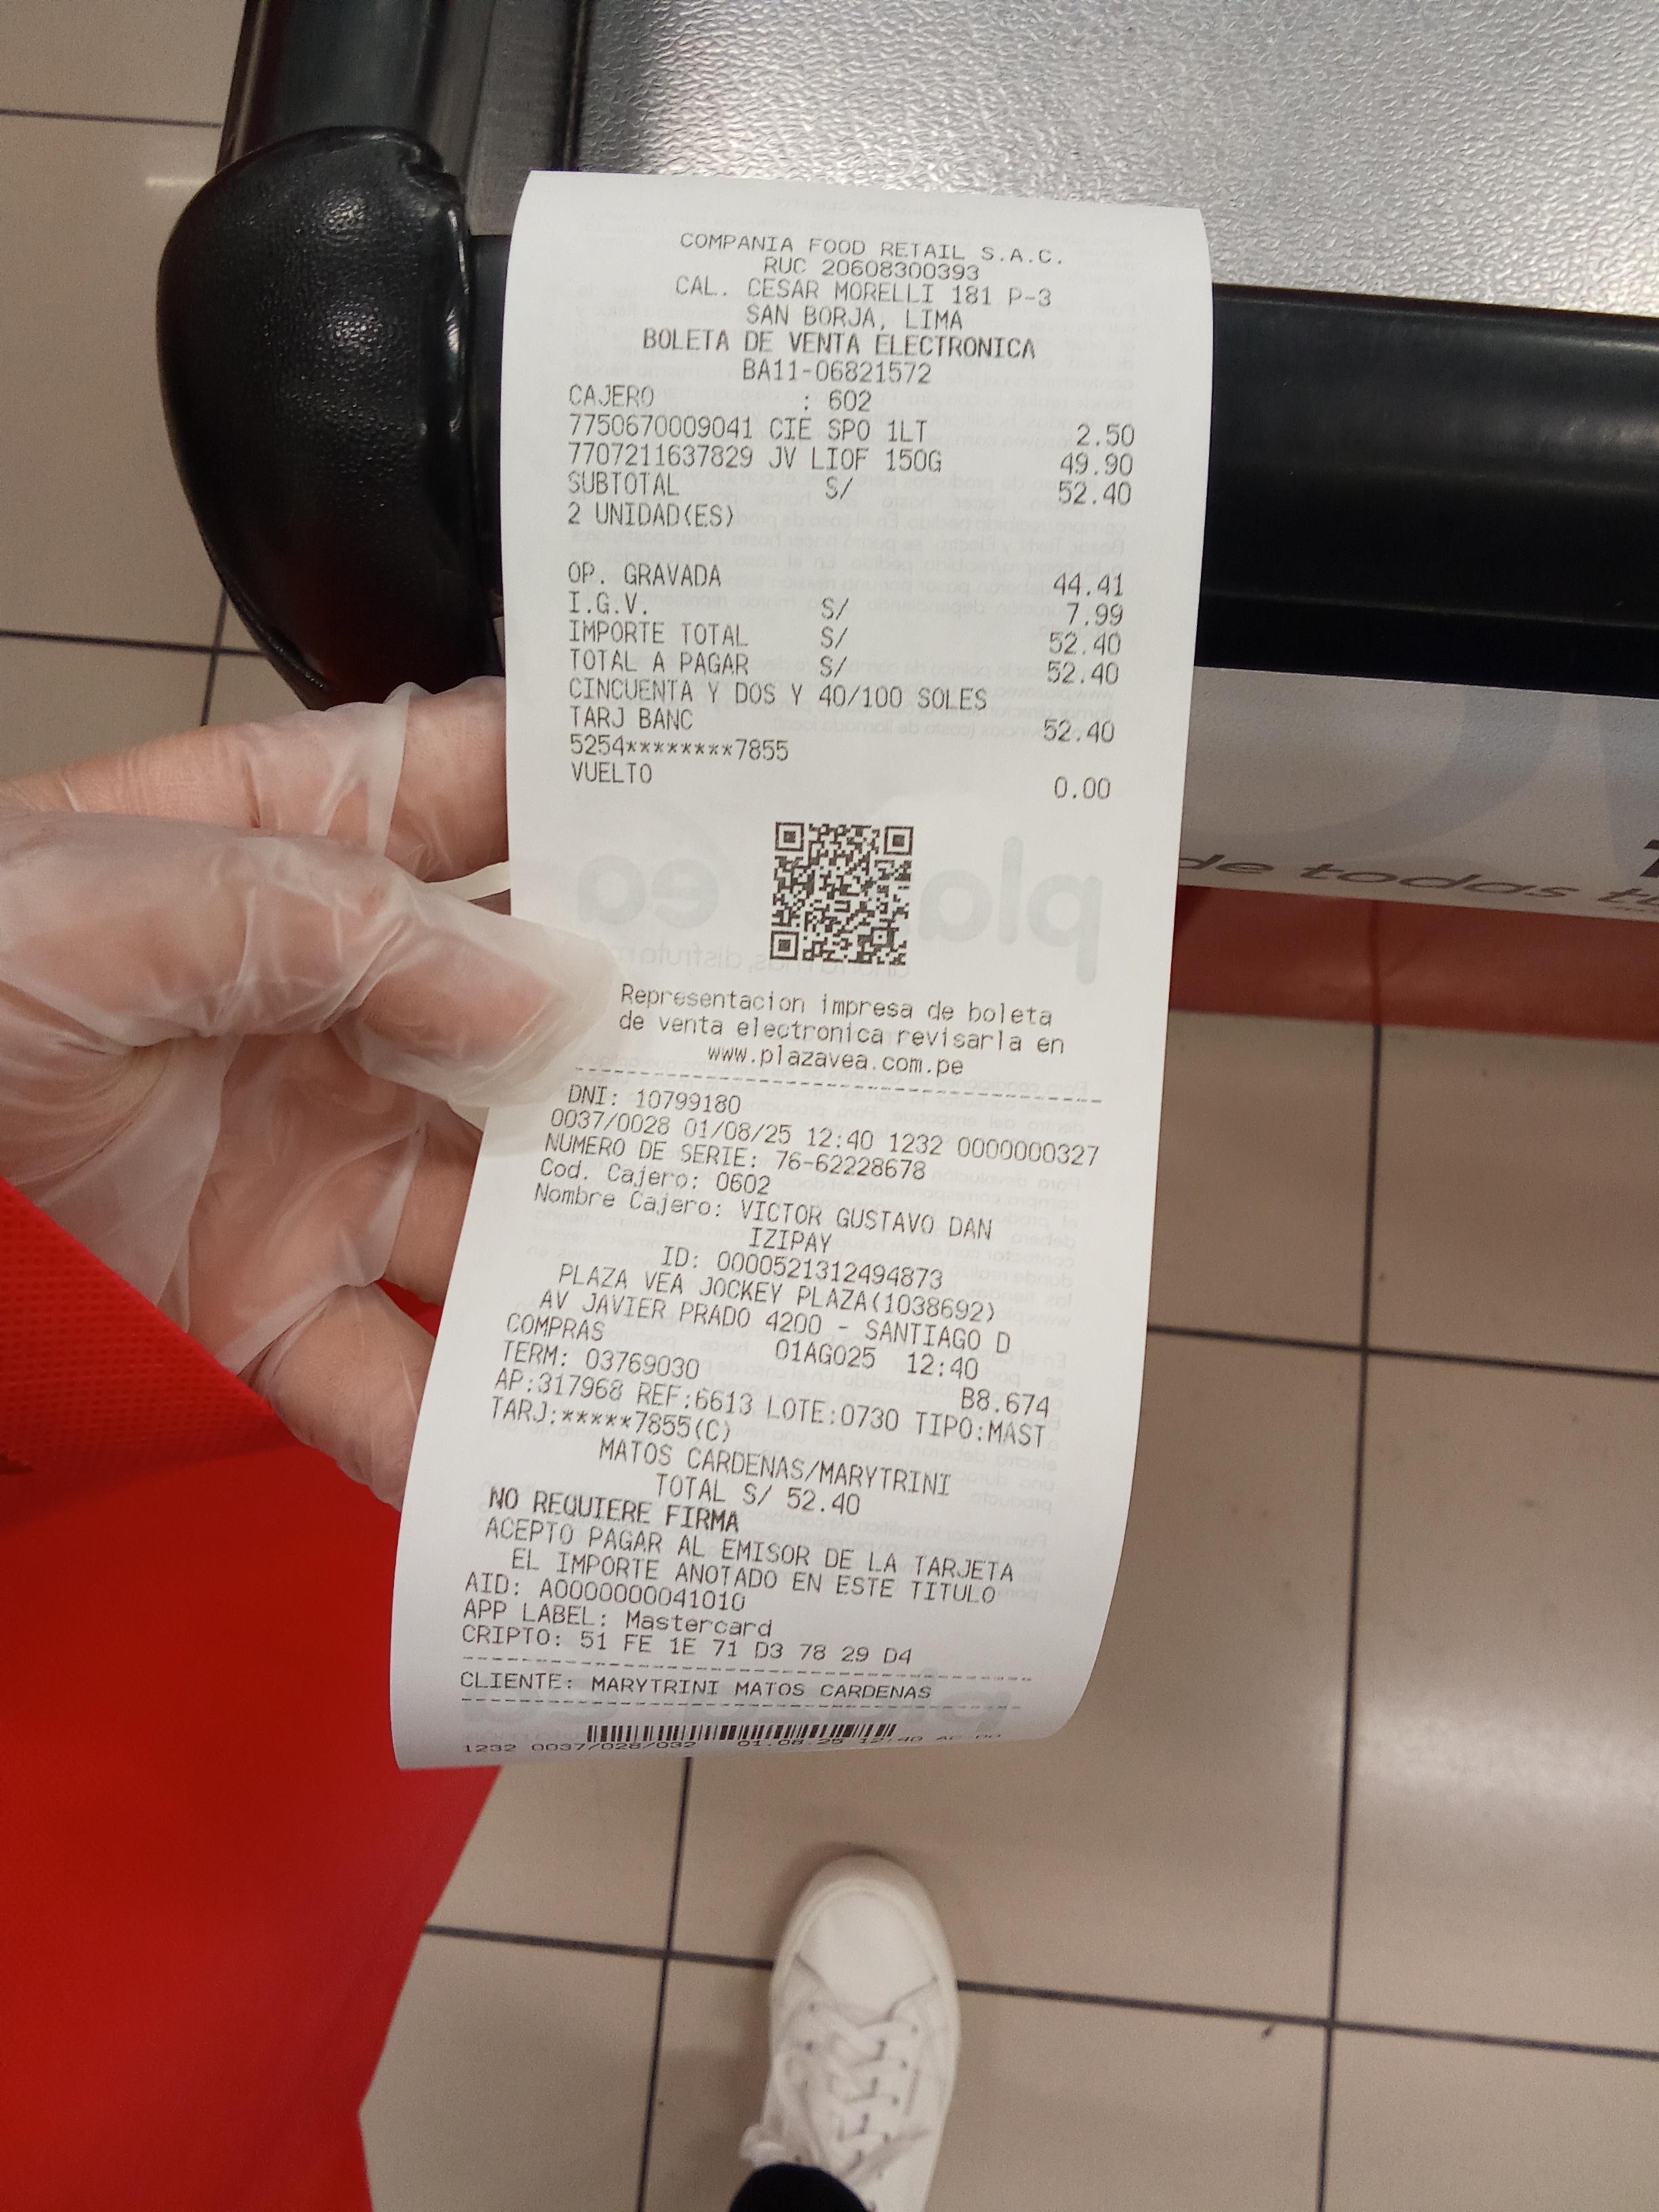 COMPANIA FOOD RETAIL S.A.C.
RUC 20608300393
CAL. CESAR MORELLI 181 P-3
SAN BORJA, LIMA
BOLETA DE VENTA ELECTRONICA
BA11-06821572
CAJERO : 602
7750670009041 CIE SPO 1LT 2.50
7707211637829 JV LIOF 150G 49.90
SUBTOTAL S/ 52.40
2 UNIDAD(ES)
OP. GRAVADA 44.41
I.G.V. S/ 7.99
IMPORTE TOTAL S/ 52.40
TOTAL A PAGAR S/ 52.40
CINCUENTA Y DOS Y 40/100 SOLES
TARJ BANC 52.40
5254********7855
VUELTO 0.00
Representacion impresa de boleta
de venta electronica revisarla en
www.plazavea.com.pe
DNI: 10799180
0037/0028 01/08/25 12:40 1232 0000000327
NUMERO DE SERIE: 76-62228678
Cod. Cajero: 0602
Nombre Cajero: VICTOR GUSTAVO DAN
IZIPAY
ID: 0000521312494873
PLAZA VEA JOCKEY PLAZA(1038692)
AV JAVIER PRADO 4200 - SANTIAGO D
COMPRAS 01AGO25 12:40
TERM: 03769030 B8.674
AP:317968 REF:6613 LOTE:0730 TIPO:MAST
TARJ:*****7855(C)
MATOS CARDENAS/MARYTRINI
TOTAL S/ 52.40
NO REQUIERE FIRMA
ACEPTO PAGAR AL EMISOR DE LA TARJETA
EL IMPORTE ANOTADO EN ESTE TITULO
AID: A0000000041010
APP LABEL: Mastercard
CRIPTO: 51 FE 1E 71 D3 78 29 D4
CLIENTE: MARYTRINI MATOS CARDENAS
1232 0037/028/032 01.08.25 12:40
de todas